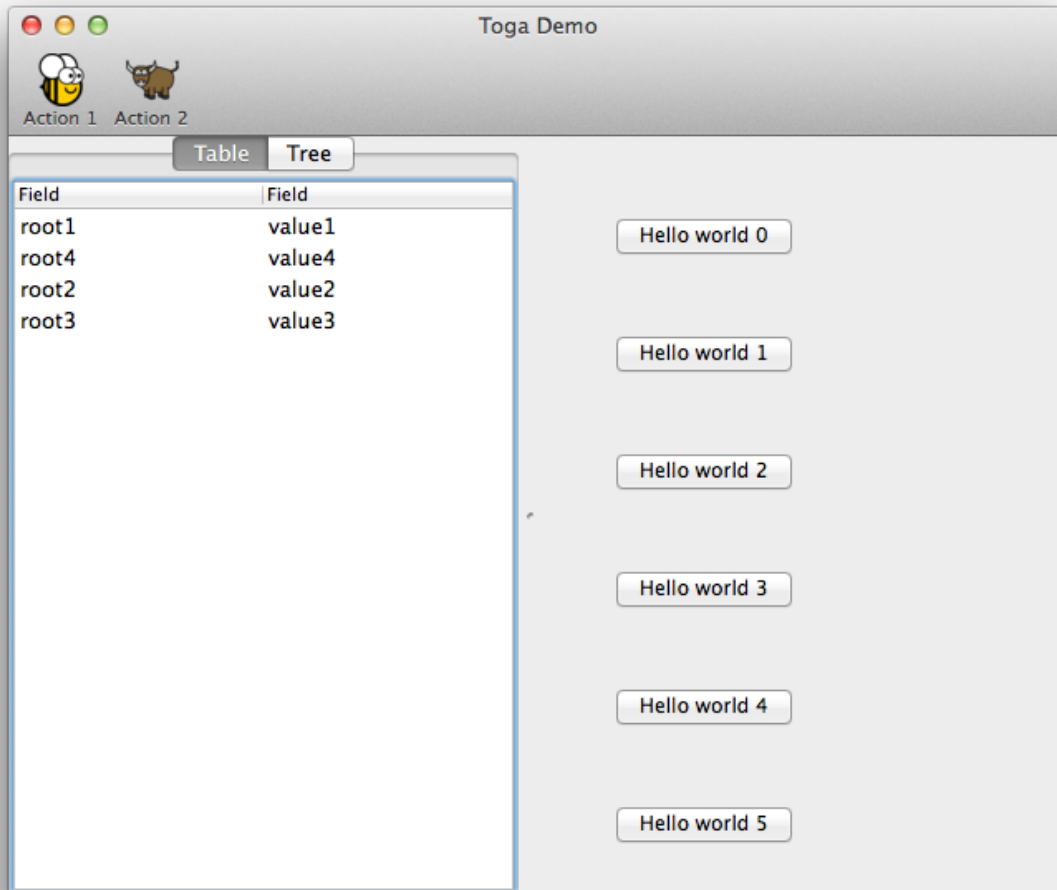 Toga Demo
Action 1 Action 2
Table Tree
Field Field
root1 value1
root4 value4
root2 value2
root3 value3
Hello world 0
Hello world 1
Hello world 2
Hello world 3
Hello world 4
Hello world 5